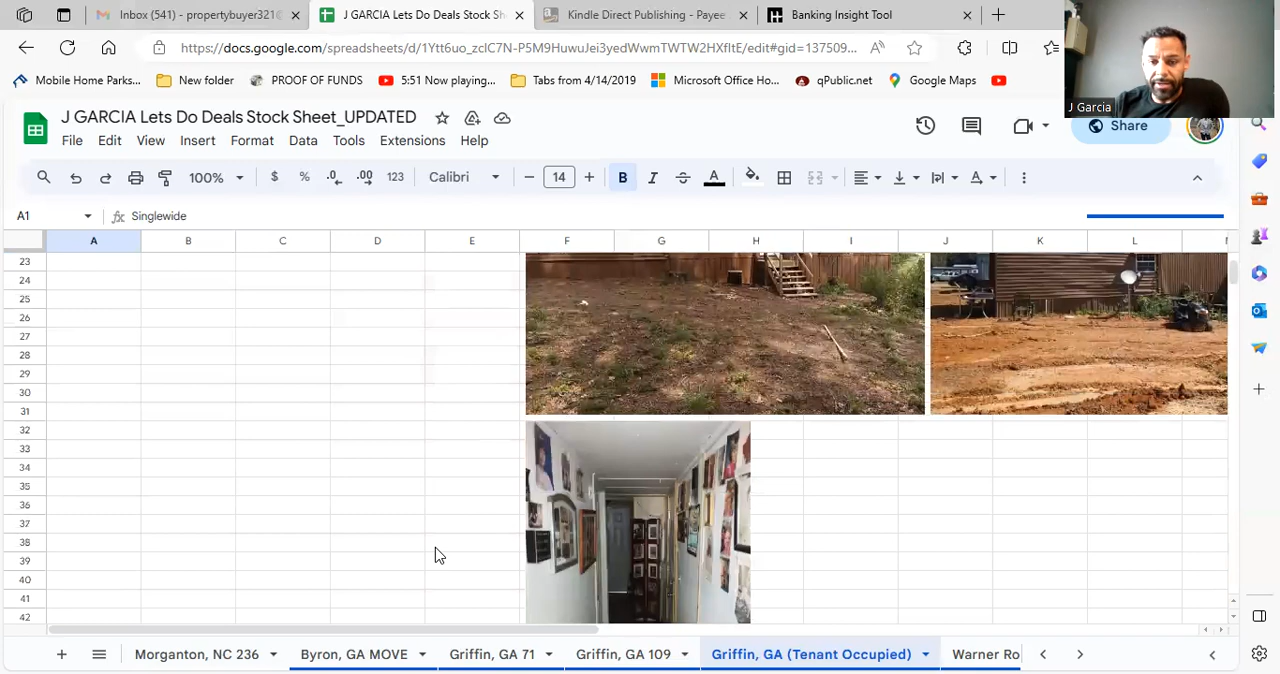 Inbox (541) - propertybuyer321@
J GARCIA Lets Do Deals Stock Sh
Kindle Direct Publishing - Payee
Banking Insight Tool
https://docs.google.com/spreadsheets/d/1Ytt6uo_zclC7N-P5M9HuwuJei3yedWwmTWTW2HXfItE/edit#gid=137509...
Mobile Home Parks...
New folder
PROOF OF FUNDS
5:51 Now playing...
Tabs from 4/14/2019
Microsoft Office Ho...
qPublic.net
Google Maps
J Garcia
J GARCIA Lets Do Deals Stock Sheet_UPDATED
File Edit View Insert Format Data Tools Extensions Help
Share
100% $ % .0 .00 123 Calibri 14 B I A
A1 fx Singlewide
A B C D E F G H I J K L
23
24
25
26
27
28
29
30
31
32
33
34
35
36
37
38
39
40
41
42
Morganton, NC 236
Byron, GA MOVE
Griffin, GA 71
Griffin, GA 109
Griffin, GA (Tenant Occupied)
Warner Ro